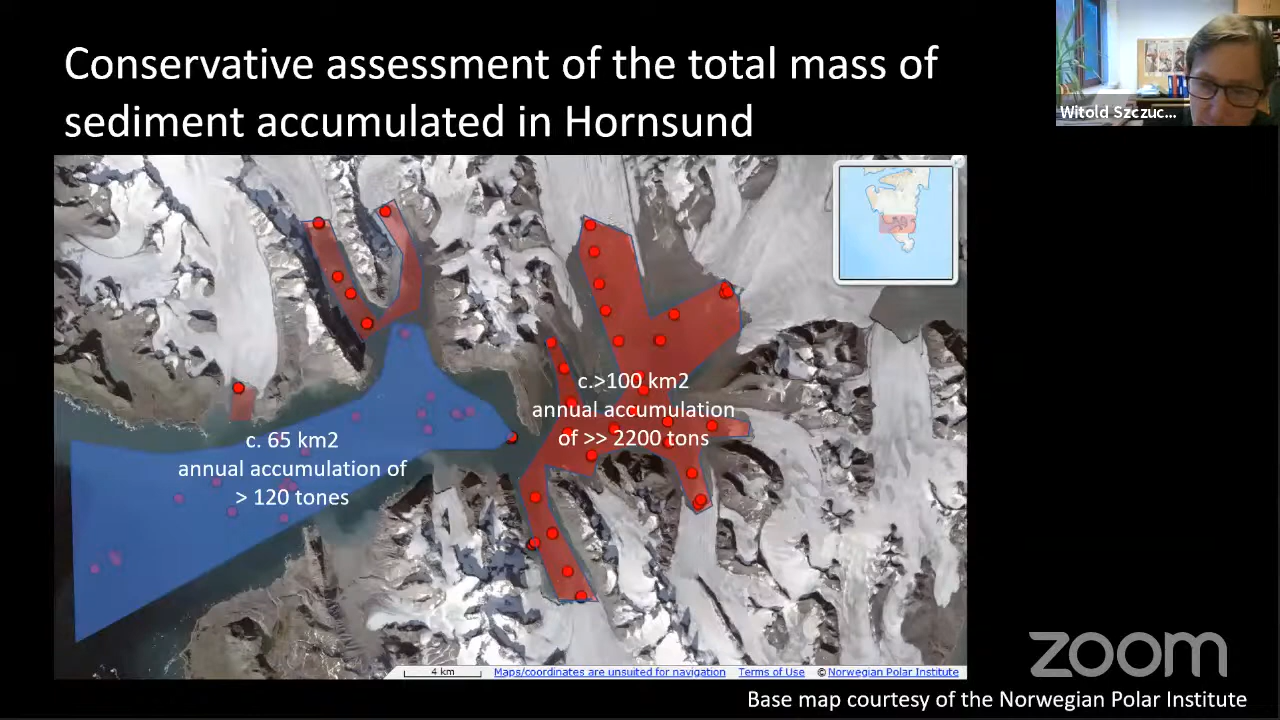 Conservative assessment of the total mass of
sediment accumulated in Hornsund
Witold Szczuc...
c.>100 km2
annual accumulation
of >> 2200 tons
c. 65 km2
annual accumulation of
> 120 tones
4 km
Maps/coordinates are unsuited for navigation
Terms of Use
© Norwegian Polar Institute
zoom
Base map courtesy of the Norwegian Polar Institute